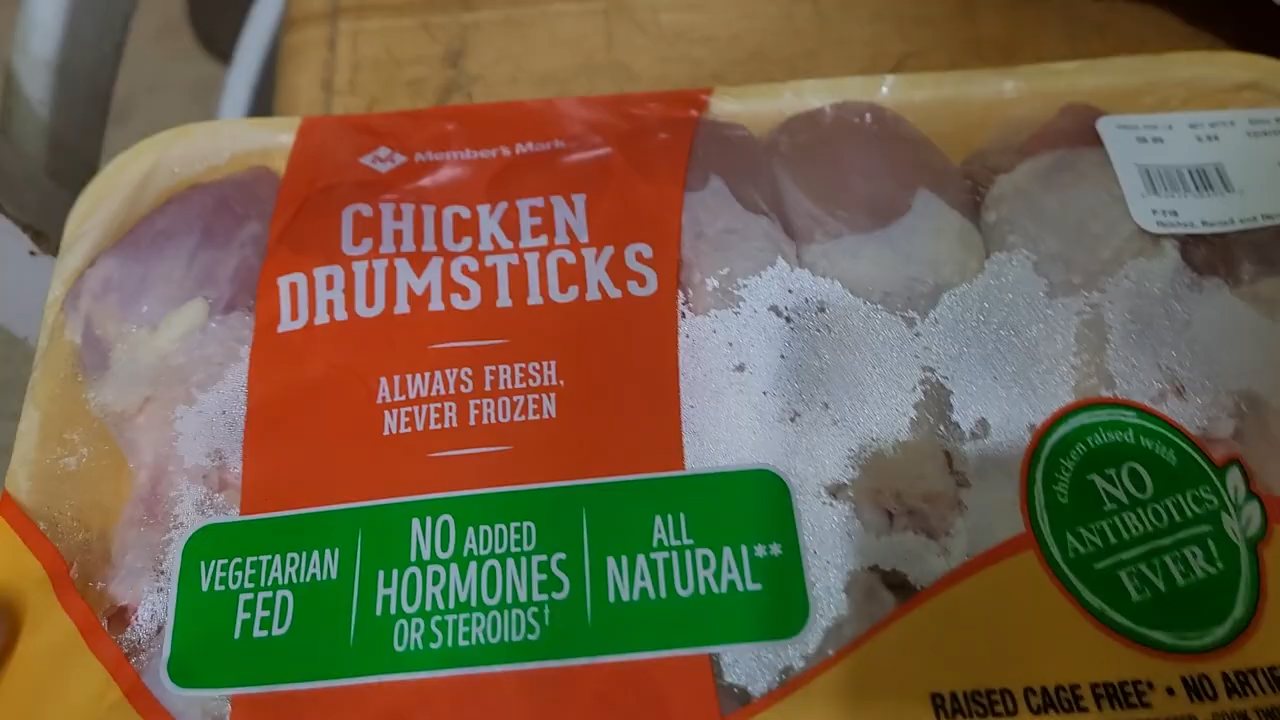 Member's Mark
CHICKEN
DRUMSTICKS
ALWAYS FRESH,
NEVER FROZEN
VEGETARIAN
FED
NO ADDED
HORMONES
OR STEROIDS†
ALL
NATURAL**
chicken raised with
NO
ANTIBIOTICS
EVER!
RAISED CAGE FREE* • NO